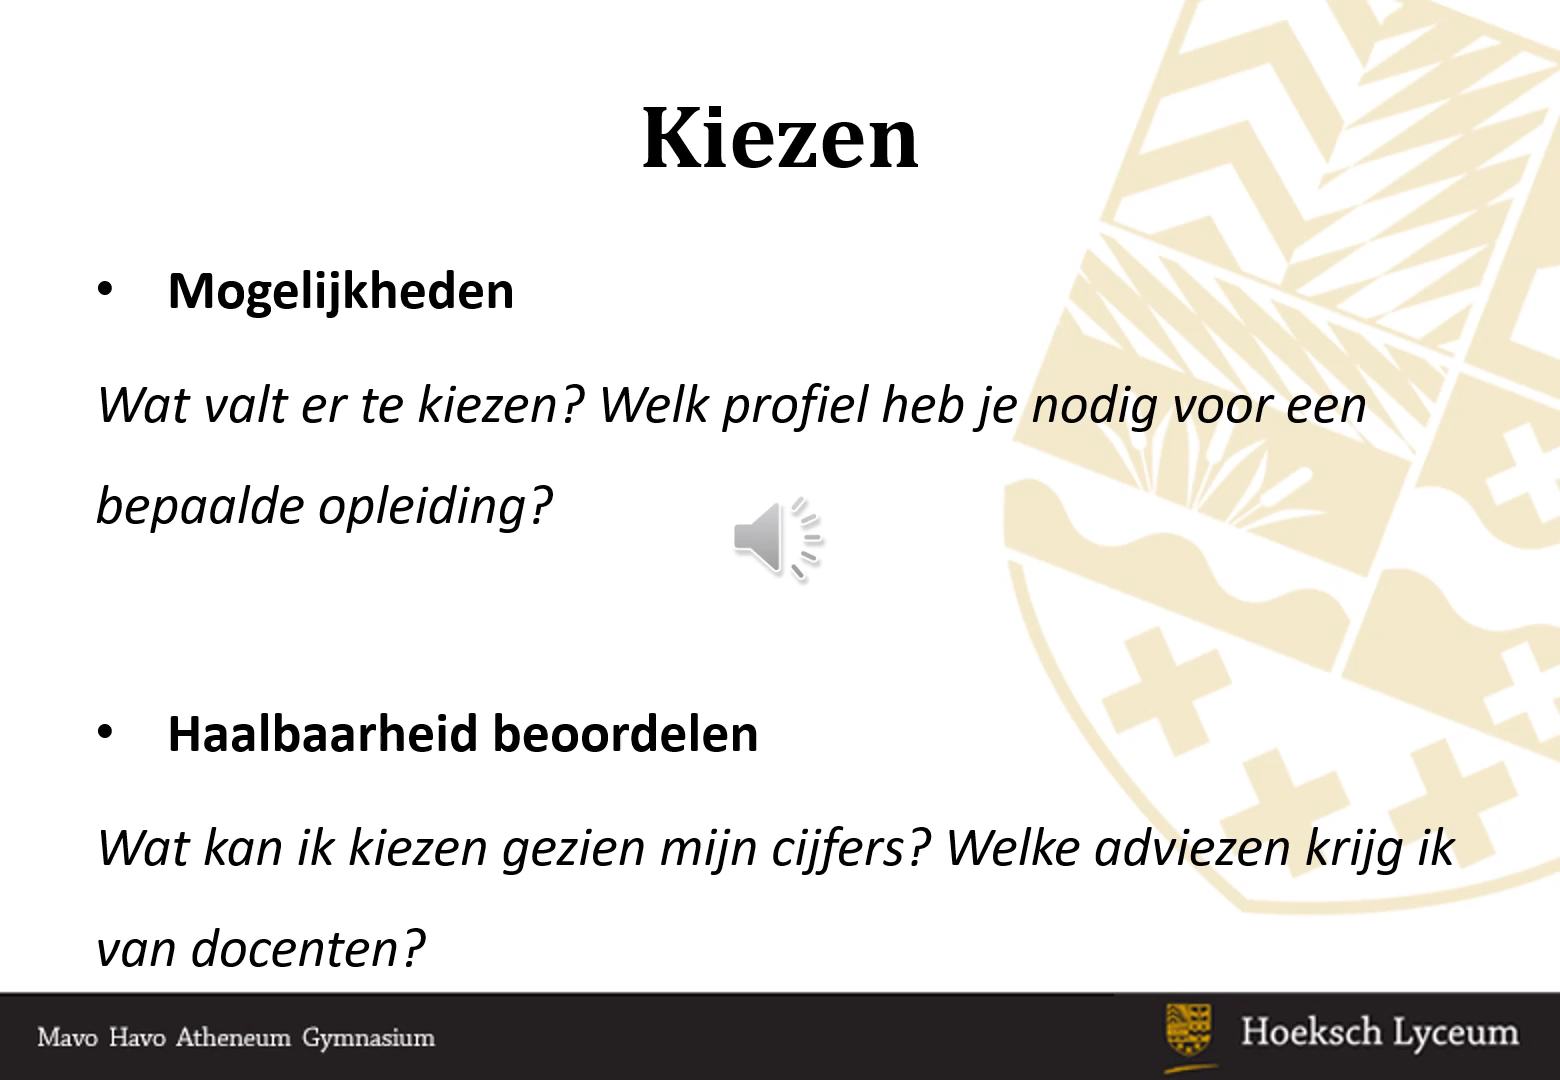 Kiezen
• Mogelijkheden
Wat valt er te kiezen? Welk profiel heb je nodig voor een
bepaalde opleiding?
• Haalbaarheid beoordelen
Wat kan ik kiezen gezien mijn cijfers? Welke adviezen krijg ik
van docenten?
Mavo Havo Atheneum Gymnasium
Hoeksch Lyceum